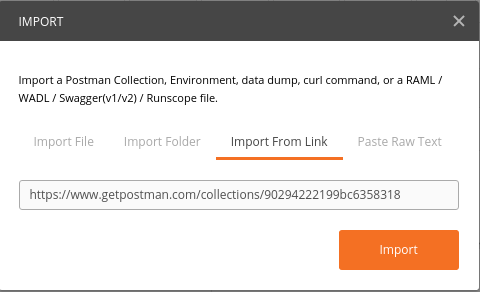 IMPORT
Import a Postman Collection, Environment, data dump, curl command, or a RAML /
WADL / Swagger(v1/v2) / Runscope file.
Import File Import Folder Import From Link Paste Raw Text
https://www.getpostman.com/collections/90294222199bc6358318
Import